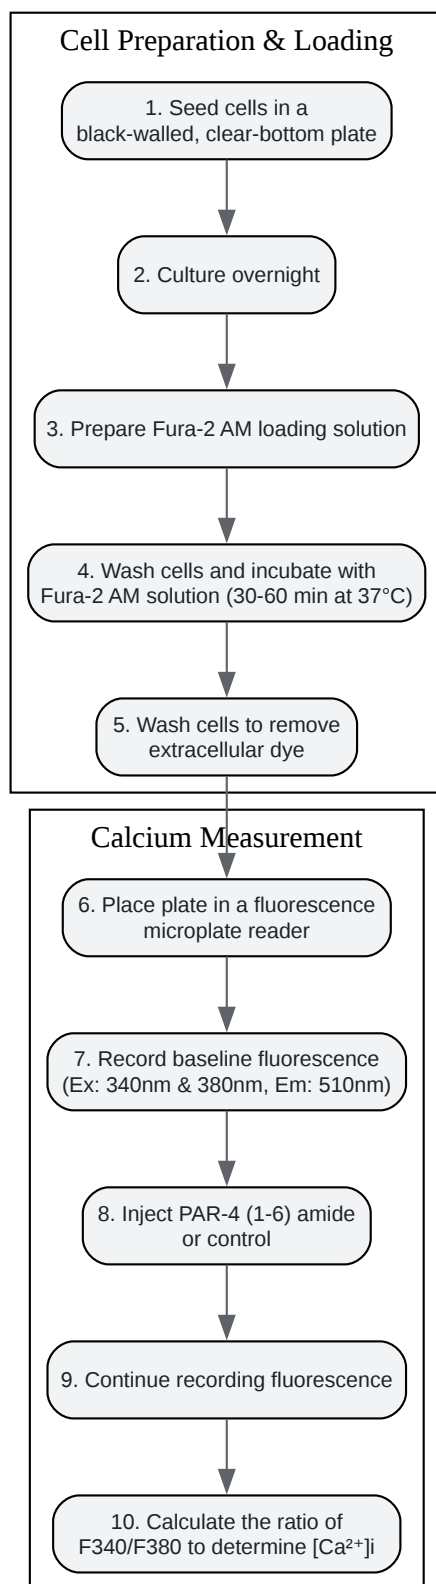 Cell Preparation & Loading
1. Seed cells in a
black-walled, clear-bottom plate
2. Culture overnight
3. Prepare Fura-2 AM loading solution
4. Wash cells and incubate with
Fura-2 AM solution (30-60 min at 37°C)
5. Wash cells to remove
extracellular dye
Calcium Measurement
6. Place plate in a fluorescence
microplate reader
7. Record baseline fluorescence
(Ex: 340nm & 380nm, Em: 510nm)
8. Inject PAR-4 (1-6) amide
or control
9. Continue recording fluorescence
10. Calculate the ratio of
F340/F380 to determine [Ca²⁺]i